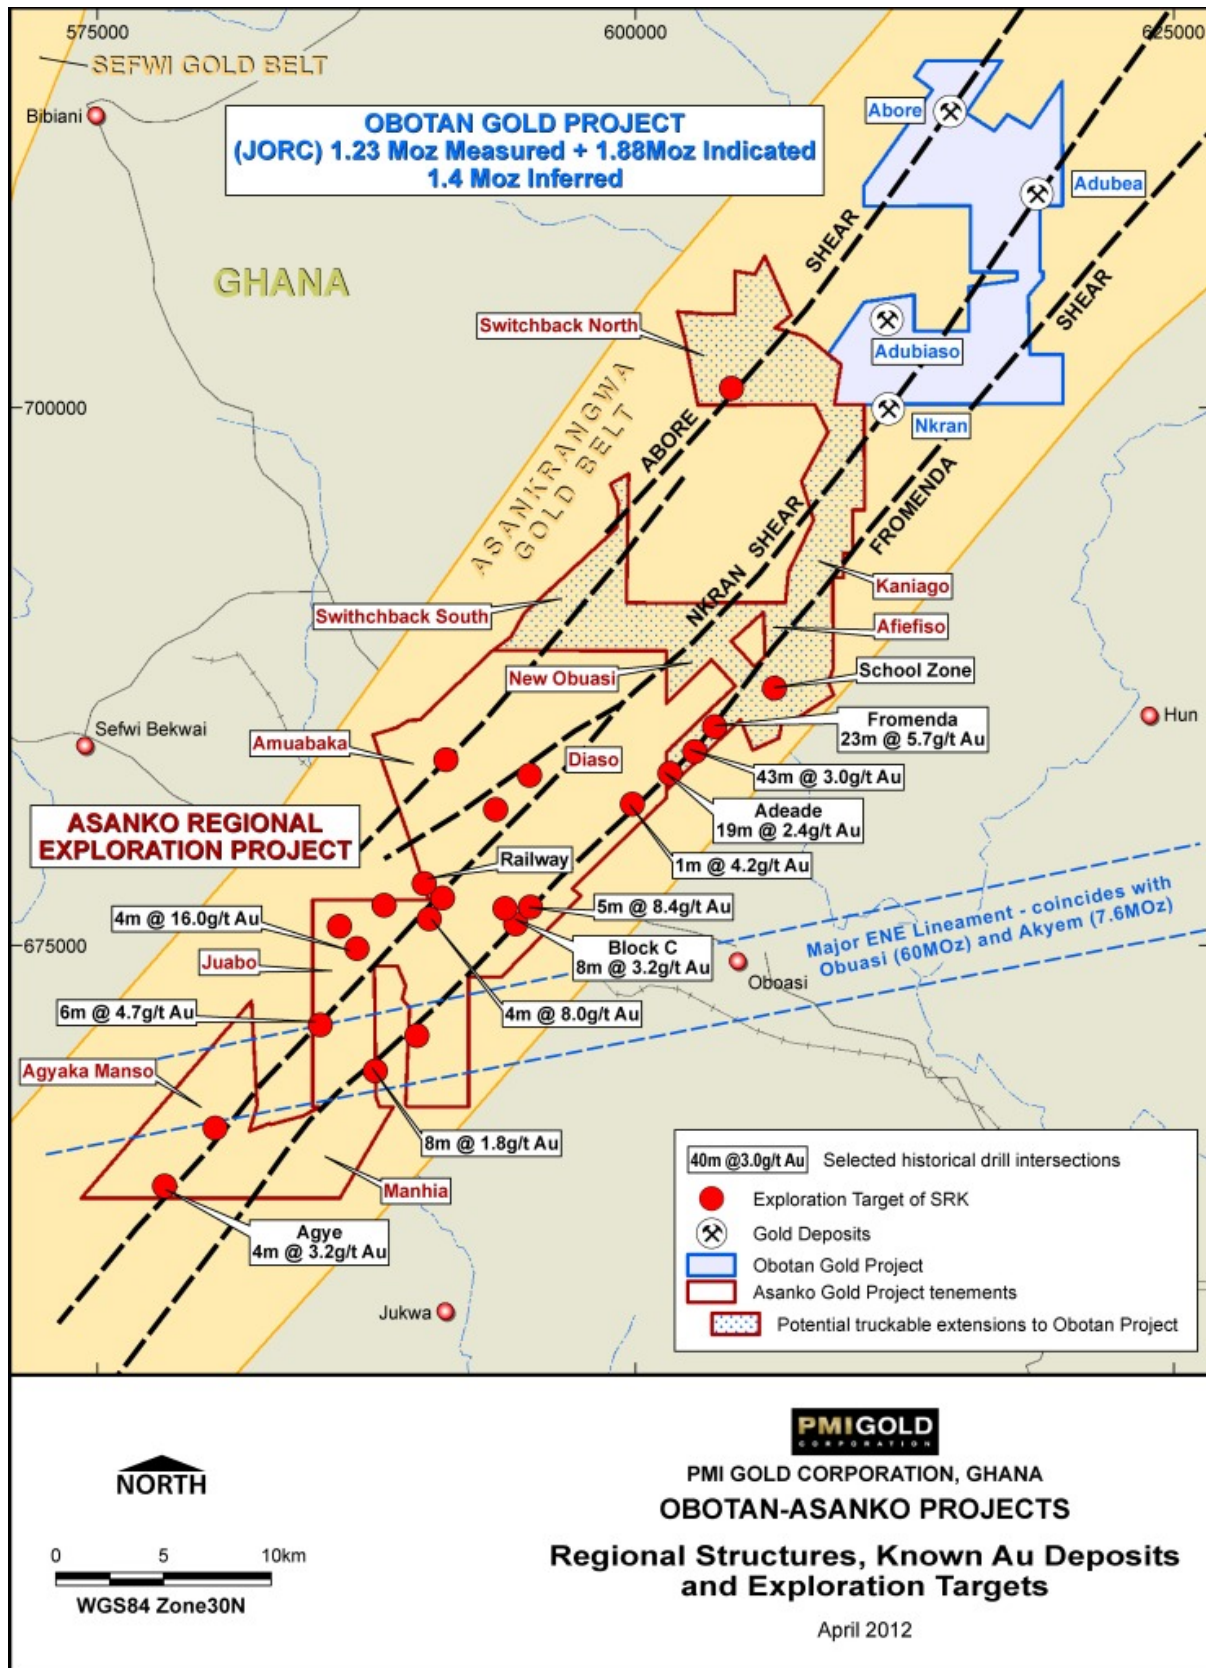 575000
600000
625000
SEFWI GOLD BELT
Bibiani
OBOTAN GOLD PROJECT
(JORC) 1.23 Moz Measured + 1.88Moz Indicated
1.4 Moz Inferred
Abore
Adubea
SHEAR
GHANA
SHEAR
Switchback North
Adubiaso
ASANKRANGWA
GOLD BELT
700000
ABORE
Nkran
NKRAN SHEAR
FROMENDA
Kaniago
Swithchback South
Afiefiso
New Obuasi
School Zone
Sefwi Bekwai
Hun
Amuabaka
Diaso
Fromenda
23m @ 5.7g/t Au
43m @ 3.0g/t Au
ASANKO REGIONAL
EXPLORATION PROJECT
Adeade
19m @ 2.4g/t Au
Railway
1m @ 4.2g/t Au
4m @ 16.0g/t Au
5m @ 8.4g/t Au
Major ENE Lineament - coincides with
Obuasi (60MOz) and Akyem (7.6MOz)
675000
Juabo
Block C
8m @ 3.2g/t Au
Oboasi
6m @ 4.7g/t Au
4m @ 8.0g/t Au
Agyaka Manso
8m @ 1.8g/t Au
Manhia
Agye
4m @ 3.2g/t Au
Jukwa
40m @3.0g/t Au Selected historical drill intersections
Exploration Target of SRK
Gold Deposits
Obotan Gold Project
Asanko Gold Project tenements
Potential truckable extensions to Obotan Project
PMIGOLD
CORPORATION
NORTH
PMI GOLD CORPORATION, GHANA
OBOTAN-ASANKO PROJECTS
0 5 10km
Regional Structures, Known Au Deposits
and Exploration Targets
WGS84 Zone30N
April 2012